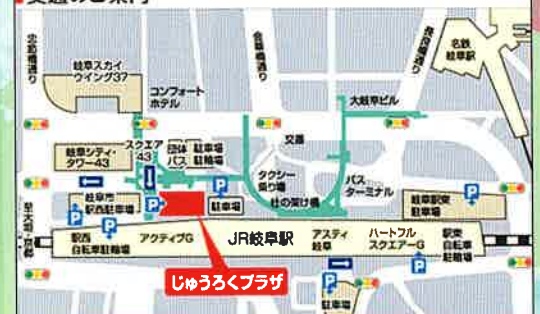 交通のご案内
忠節橋通り
金華橋通り
長良橋通り
名鉄
岐阜駅
岐阜スカイ
ウイング37
コンフォート
ホテル
大岐阜ビル
岐阜シティ・
タワー43
スクエア
43
団体
バス
駐車場
駐輪場
交番
タクシー
乗り場
バス
ターミナル
杜の架け橋
岐阜市
駅西駐車場
P
P
P
P
駐車場
岐阜駅東
駐車場
P
至大垣・京都
駅西
自転車駐輪場
アクティブG
JR岐阜駅
アスティ
岐阜
ハートフル
スクエアーG
駅東
自転車
駐輪場
P
じゅうろくプラザ
P
駐車場